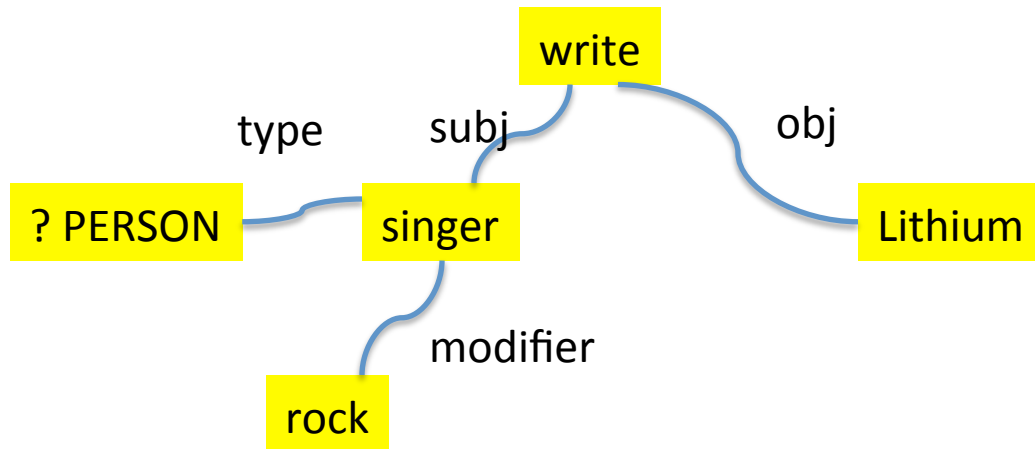 write
type
subj
obj
? PERSON
singer
Lithium
modifier
rock